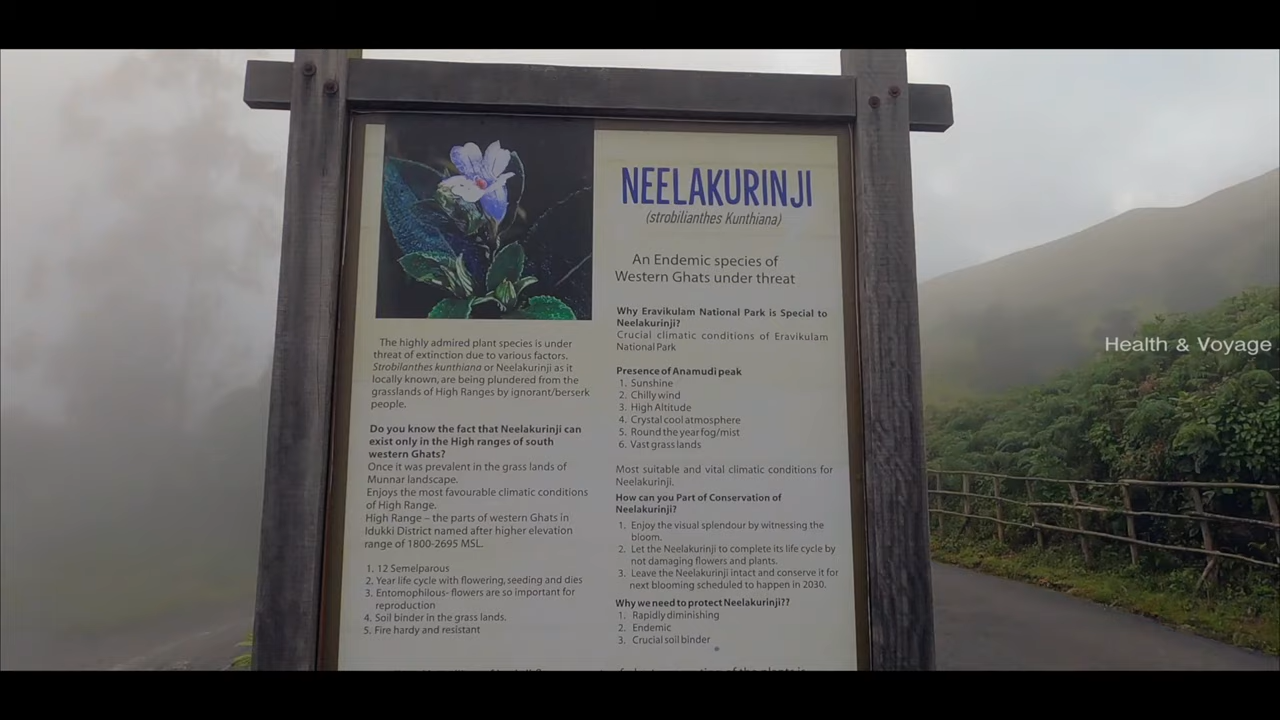 The highly admired plant species is under
threat of extinction due to various factors.
Strobilanthes kunthiana or Neelakurinji as it
locally known, are being plundered from the
grasslands of High Ranges by ignorant/berserk
people.
Do you know the fact that Neelakurinji can
exist only in the High ranges of south
western Ghats?
Once it was prevalent in the grass lands of
Munnar landscape.
Enjoys the most favourable climatic conditions
of High Range.
High Range – the parts of western Ghats in
Idukki District named after higher elevation
range of 1800-2695 MSL.
1. 12 Semelparous
2. Year life cycle with flowering, seeding and dies
3. Entomophilous- flowers are so important for
reproduction
4. Soil binder in the grass lands.
5. Fire hardy and resistant
NEELAKURINJI
(strobilianthes Kunthiana)
An Endemic species of
Western Ghats under threat
Why Eravikulam National Park is Special to
Neelakurinji?
Crucial climatic conditions of Eravikulam
National Park
Presence of Anamudi peak
1. Sunshine
2. Chilly wind
3. High Altitude
4. Crystal cool atmosphere
5. Round the year fog/mist
6. Vast grass lands
Most suitable and vital climatic conditions for
Neelakurinji.
How can you Part of Conservation of
Neelakurinji?
1. Enjoy the visual splendour by witnessing the
bloom.
2. Let the Neelakurinji to complete its life cycle by
not damaging flowers and plants.
3. Leave the Neelakurinji intact and conserve it for
next blooming scheduled to happen in 2030.
Why we need to protect Neelakurinji??
1. Rapidly diminishing
2. Endemic
3. Crucial soil binder
Health & Voyage